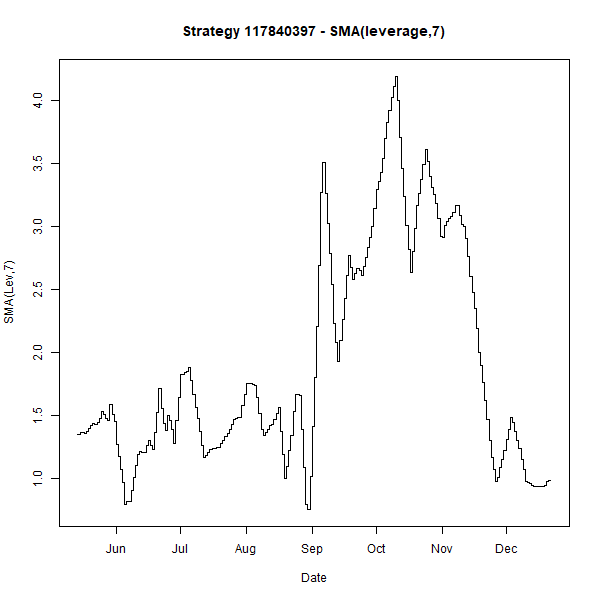 Strategy 117840397 - SMA(leverage,7)
SMA(Lev,7)
4.0
3.5
3.0
2.5
2.0
1.5
1.0
Jun Jul Aug Sep Oct Nov Dec
Date